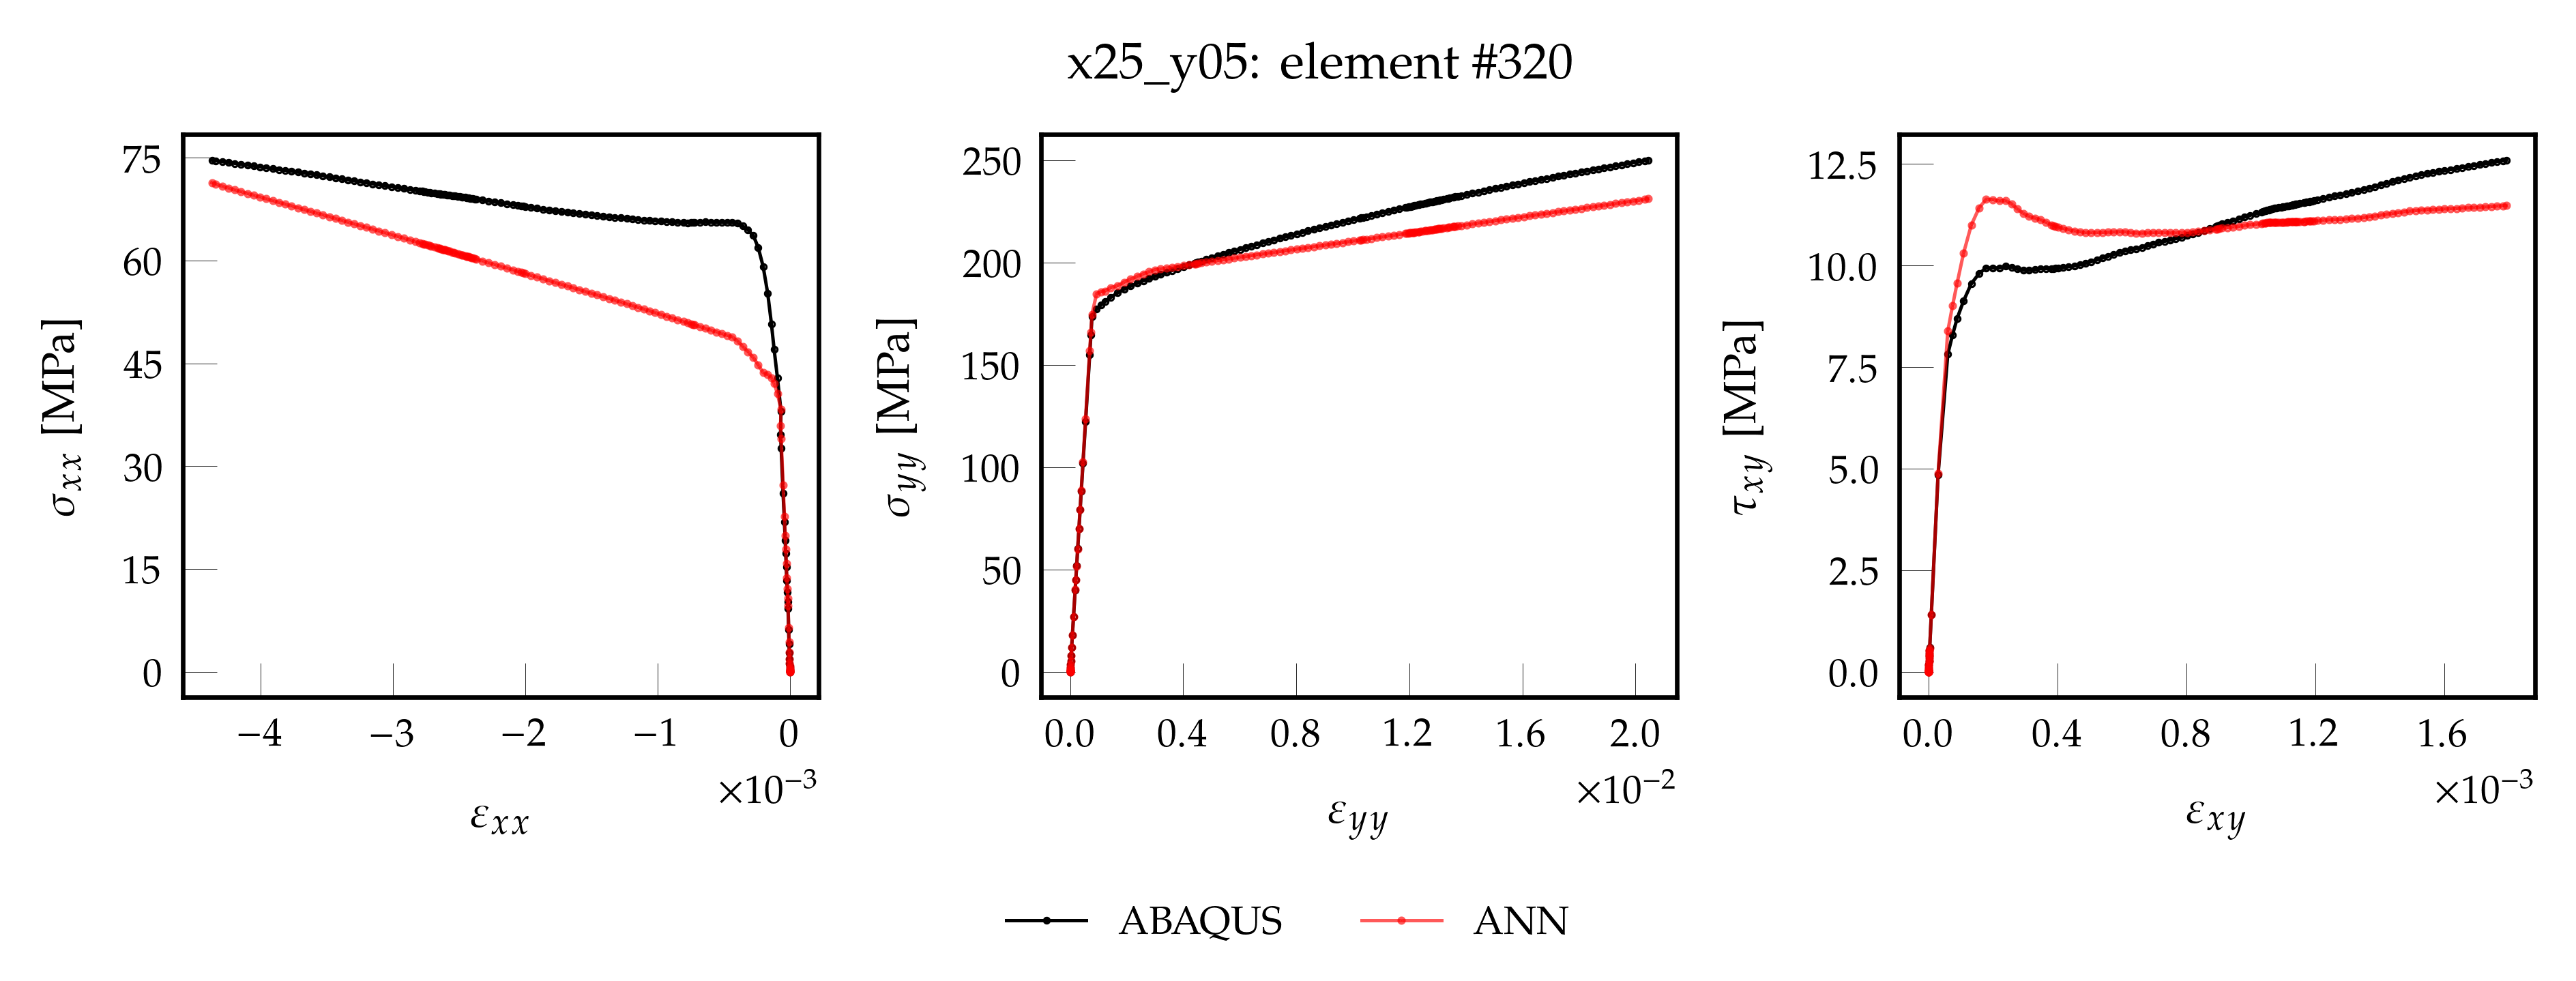 x25_y05: element #320
σxx [MPa]
75
60
45
30
15
0
−4 −3 −2 −1 0
×10⁻³
εxx
σyy [MPa]
250
200
150
100
50
0
0.0 0.4 0.8 1.2 1.6 2.0
×10⁻²
εyy
τxy [MPa]
12.5
10.0
7.5
5.0
2.5
0.0
0.0 0.4 0.8 1.2 1.6
×10⁻³
εxy
ABAQUS ANN